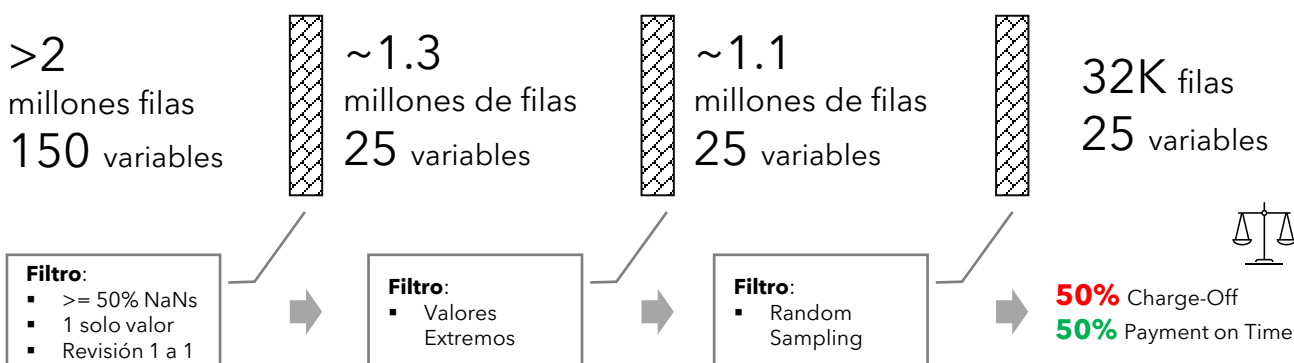 >2
millones filas
150 variables
~1.3
millones de filas
25 variables
~1.1
millones de filas
25 variables
32K filas
25 variables
Filtro:
▪ >= 50% NaNs
▪ 1 solo valor
▪ Revisión 1 a 1
Filtro:
▪ Valores
Extremos
Filtro:
▪ Random
Sampling
50% Charge-Off
50% Payment on Time